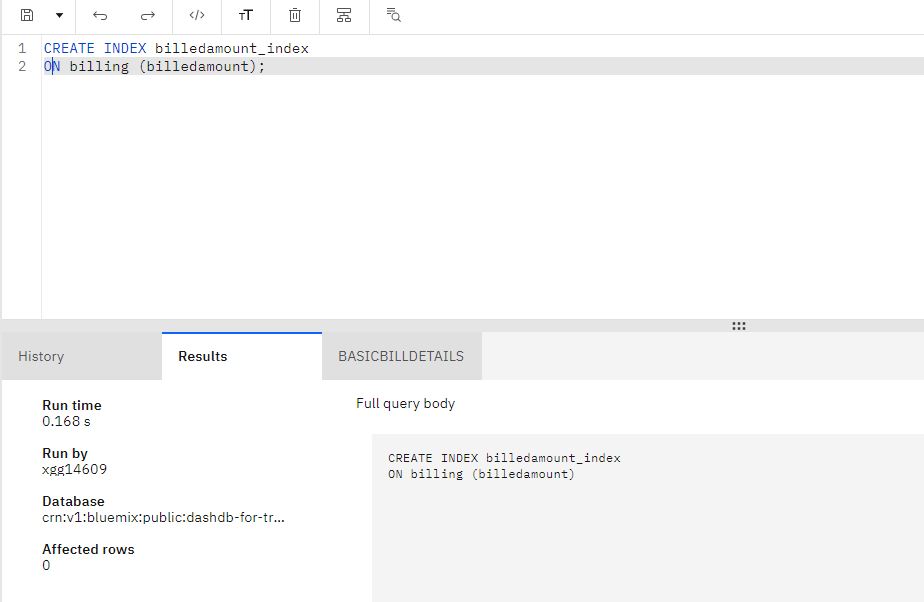 </>
TT
1 CREATE INDEX billedamount_index
2 ON billing (billedamount);
History Results BASICBILLDETAILS
Run time
0.168 s
Run by
xgg14609
Database
crn:v1:bluemix:public:dashdb-for-tr...
Affected rows
0
Full query body
CREATE INDEX billedamount_index
ON billing (billedamount)